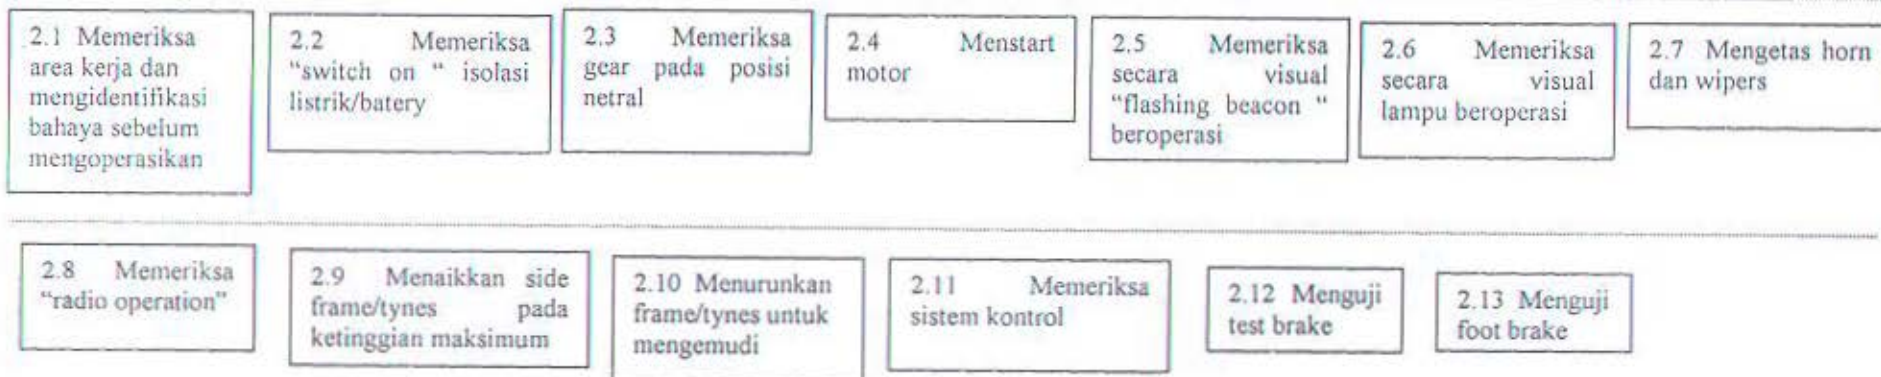 2.1 Memeriksa
area kerja dan
mengidentifikasi
bahaya sebelum
mengoperasikan
2.2 Memeriksa
“switch on “ isolasi
listrik/batery
2.3 Memeriksa
gear pada posisi
netral
2.4 Menstart
motor
2.5 Memeriksa
secara visual
“flashing beacon “
beroperasi
2.6 Memeriksa
secara visual
lampu beroperasi
2.7 Mengetas horn
dan wipers
2.8 Memeriksa
“radio operation”
2.9 Menaikkan side
frame/tynes pada
ketinggian maksimum
2.10 Menurunkan
frame/tynes untuk
mengemudi
2.11 Memeriksa
sistem kontrol
2.12 Menguji
test brake
2.13 Menguji
foot brake